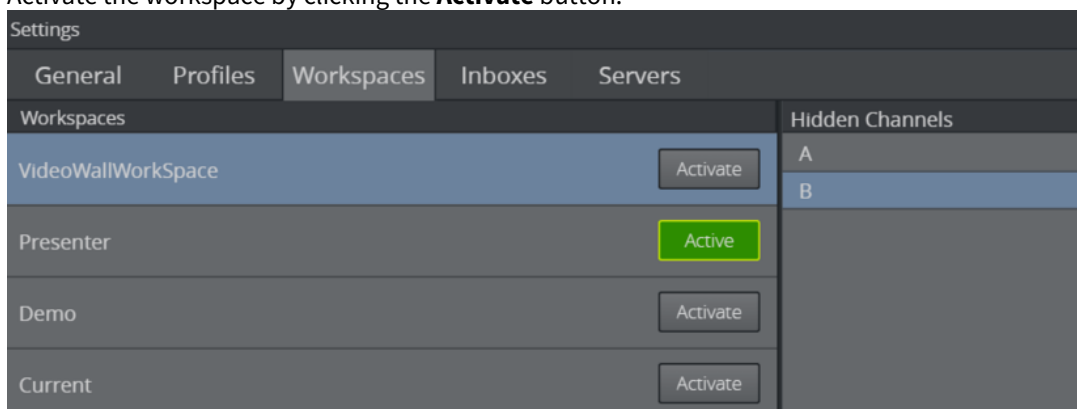 Activate the workspace by clicking the Activate button.
Settings
General Profiles Workspaces Inboxes Servers
Workspaces
Hidden Channels
VideoWallWorkSpace Activate
A
B
Presenter Active
Demo Activate
Current Activate